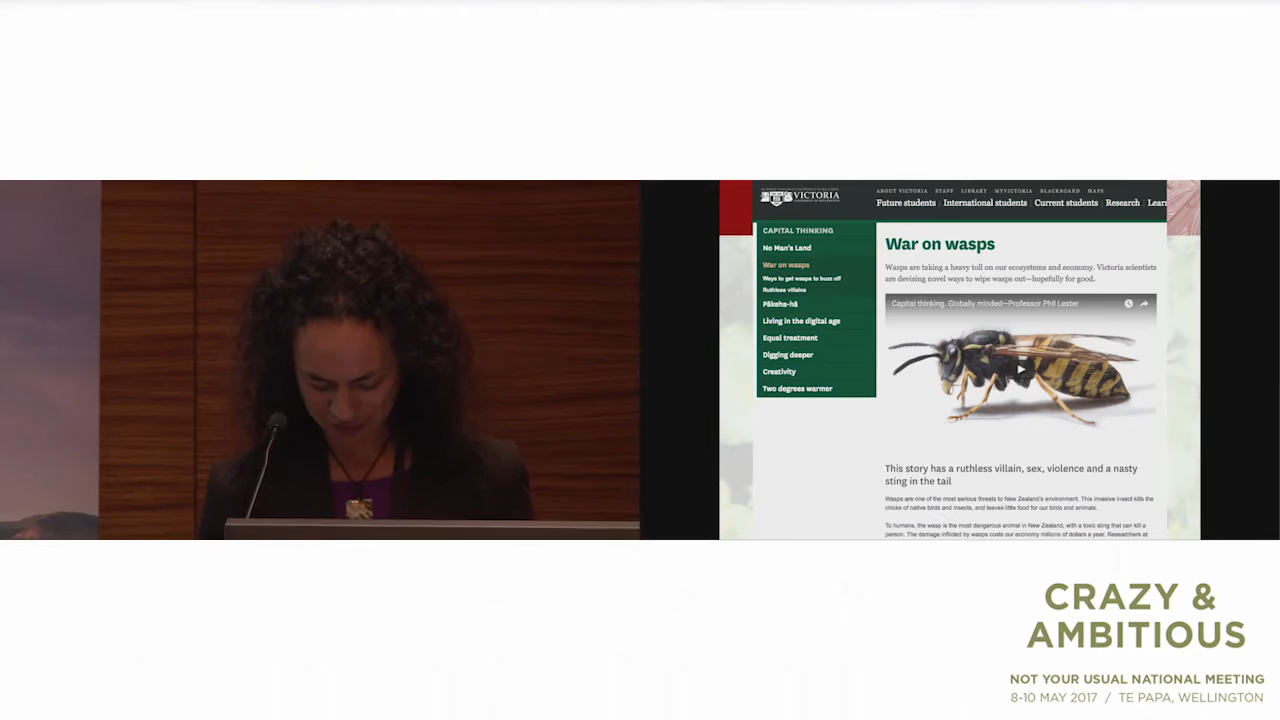 VICTORIA
ABOUT VICTORIA STAFF LIBRARY MYVICTORIA BLACKBOARD MAPS
Future students International students Current students Research Learn
CAPITAL THINKING
No Man's Land
War on wasps
Ways to get wasps to buzz off
Ruthless villains
Pākeha-hā
Living in the digital age
Equal treatment
Digging deeper
Creativity
Two degrees warmer
War on wasps
Wasps are taking a heavy toll on our ecosystems and economy. Victoria scientists
are devising novel ways to wipe wasps out—hopefully for good.
Capital thinking. Globally minded—Professor Phil Lester
This story has a ruthless villain, sex, violence and a nasty
sting in the tail
Wasps are one of the most serious threats to New Zealand's environment. This invasive insect kills the
chicks of native birds and insects, and leaves little food for our birds and animals.
To humans, the wasp is the most dangerous animal in New Zealand, with a toxic sting that can kill a
person. The damage inflicted by wasps costs our economy millions of dollars a year. Researchers at
CRAZY &
AMBITIOUS
NOT YOUR USUAL NATIONAL MEETING
8-10 MAY 2017 / TE PAPA, WELLINGTON